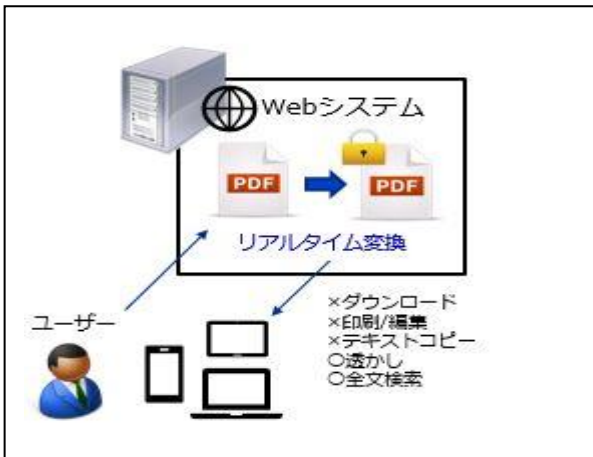 Webシステム
PDF
PDF
リアルタイム変換
ユーザー
×ダウンロード
×印刷/編集
×テキストコピー
○透かし
○全文検索